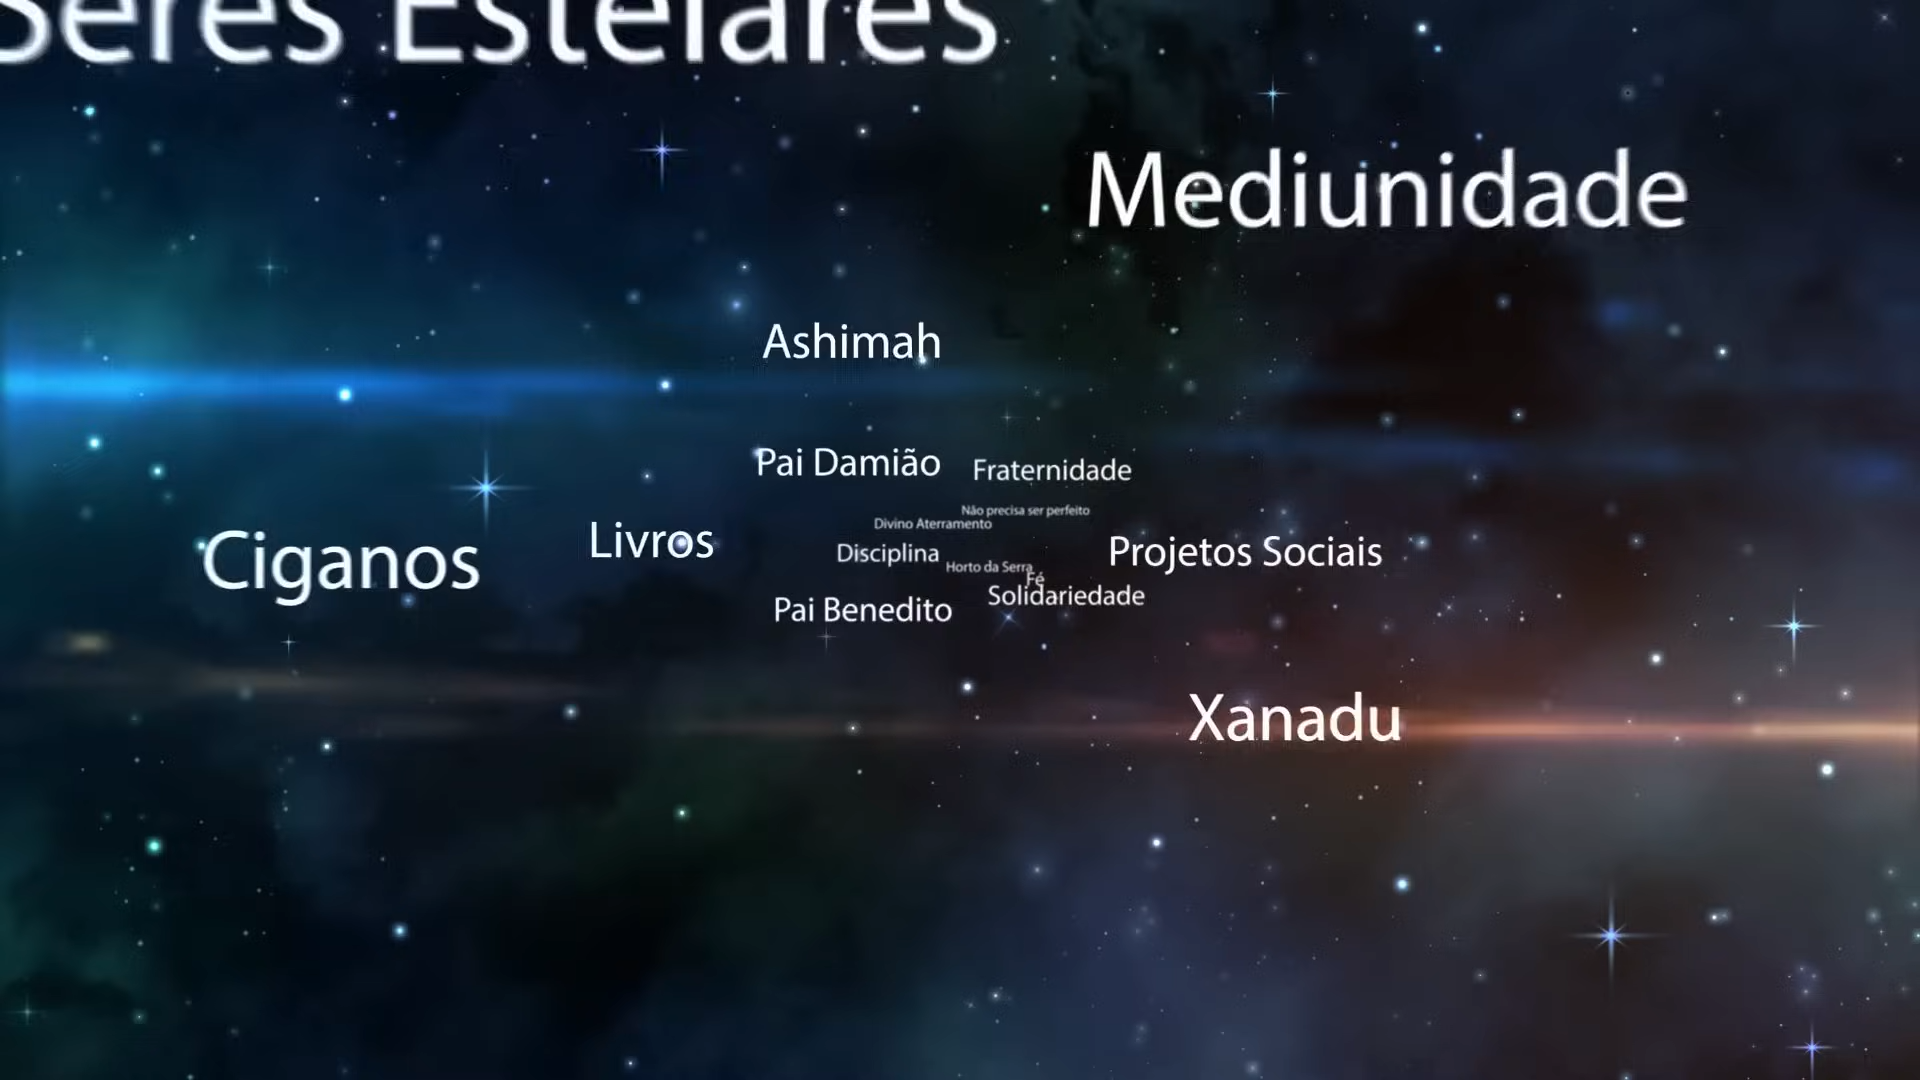 Seres Estelares
Mediunidade
Ashimah
Pai Damião
Fraternidade
Não precisa ser perfeito
Divino Aterramento
Livros
Ciganos
Disciplina
Projetos Sociais
Horto da Serra
Fé
Solidariedade
Pai Benedito
Xanadu